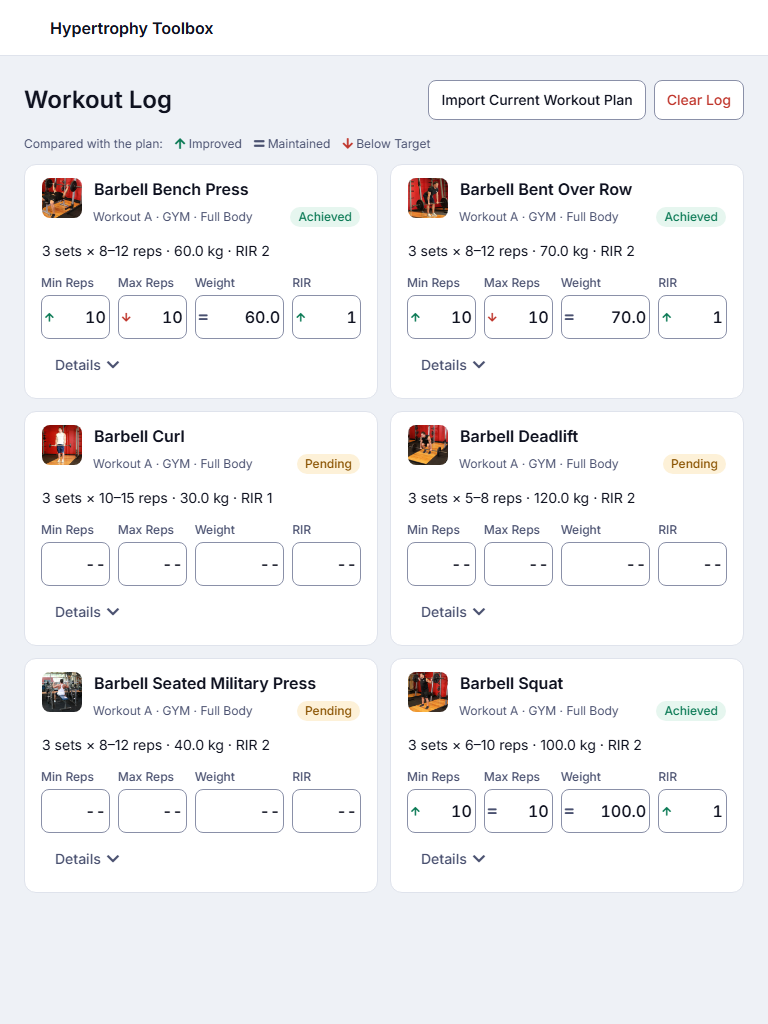 Hypertrophy Toolbox
Workout Log
Import Current Workout Plan
Clear Log
Compared with the plan: ↑ Improved = Maintained ↓ Below Target
Barbell Bench Press
Workout A · GYM · Full Body
Achieved
3 sets × 8–12 reps · 60.0 kg · RIR 2
Min Reps Max Reps Weight RIR
↑ 10 ↓ 10 = 60.0 ↑ 1
Details
Barbell Bent Over Row
Workout A · GYM · Full Body
Achieved
3 sets × 8–12 reps · 70.0 kg · RIR 2
Min Reps Max Reps Weight RIR
↑ 10 ↓ 10 = 70.0 ↑ 1
Details
Barbell Curl
Workout A · GYM · Full Body
Pending
3 sets × 10–15 reps · 30.0 kg · RIR 1
Min Reps Max Reps Weight RIR
-- -- -- --
Details
Barbell Deadlift
Workout A · GYM · Full Body
Pending
3 sets × 5–8 reps · 120.0 kg · RIR 2
Min Reps Max Reps Weight RIR
-- -- -- --
Details
Barbell Seated Military Press
Workout A · GYM · Full Body
Pending
3 sets × 8–12 reps · 40.0 kg · RIR 2
Min Reps Max Reps Weight RIR
-- -- -- --
Details
Barbell Squat
Workout A · GYM · Full Body
Achieved
3 sets × 6–10 reps · 100.0 kg · RIR 2
Min Reps Max Reps Weight RIR
↑ 10 = 10 = 100.0 ↑ 1
Details